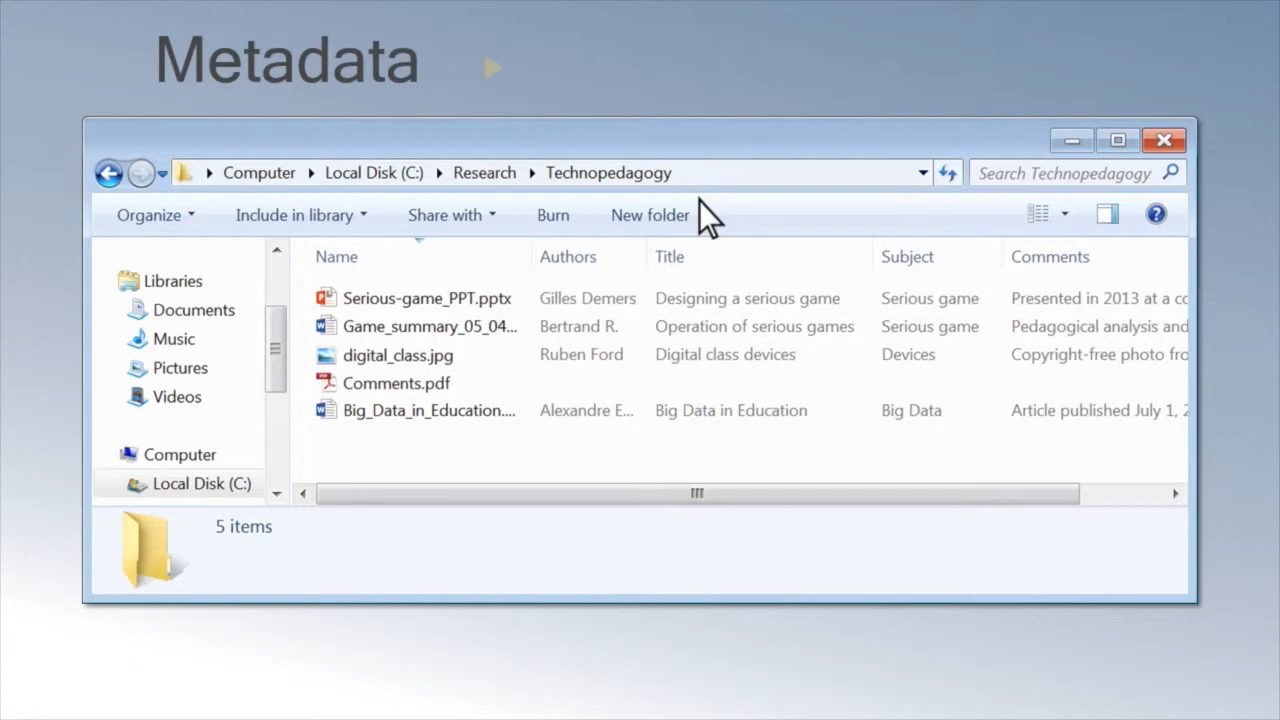 Metadata
Computer Local Disk (C:) Research Technopedagogy Search Technopedagogy
Organize Include in library Share with Burn New folder
Name Authors Title Subject Comments
Libraries
Documents
Music
Pictures
Videos
Computer
Local Disk (C:)
Serious-game_PPT.pptx Gilles Demers Designing a serious game Serious game Presented in 2013 at a co
Game_summary_05_04... Bertrand R. Operation of serious games Serious game Pedagogical analysis and
digital_class.jpg Ruben Ford Digital class devices Devices Copyright-free photo fro
Comments.pdf
Big_Data_in_Education.... Alexandre E... Big Data in Education Big Data Article published July 1, 2
5 items